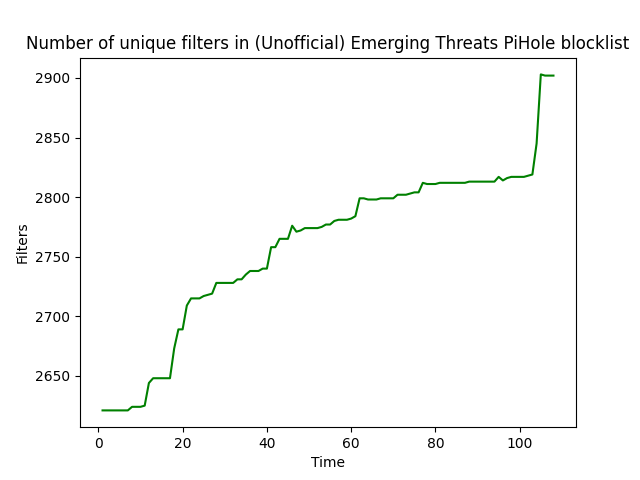 Number of unique filters in (Unofficial) Emerging Threats PiHole blocklist
2900
2850
2800
2750
2700
2650
Filters
0 20 40 60 80 100
Time